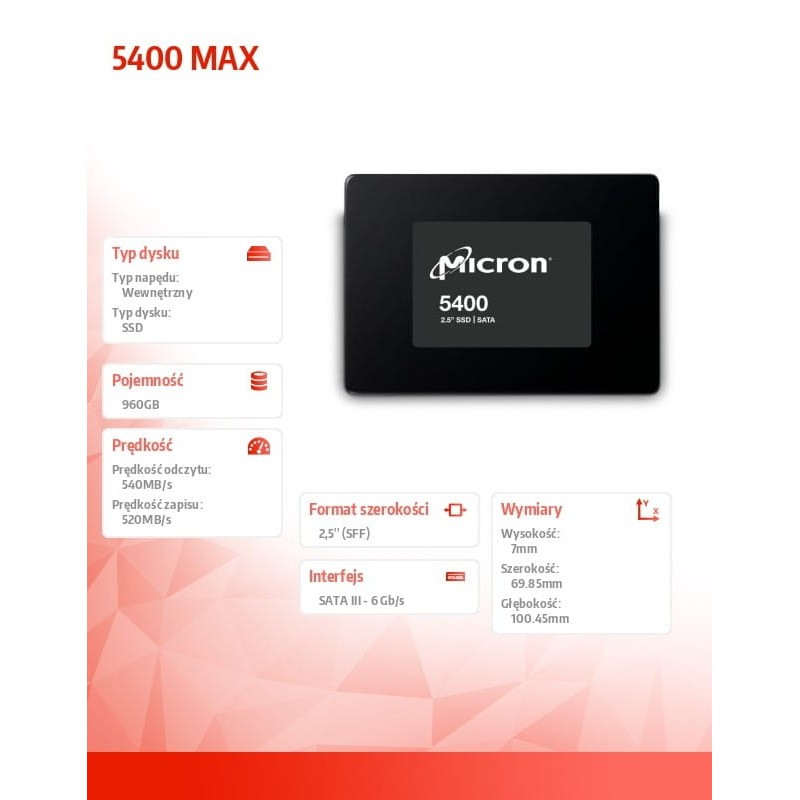 5400 MAX
Micron
5400
2.5" SSD | SATA
Typ dysku
Typ napędu:
Wewnętrzny
Typ dysku:
SSD
Pojemność
960GB
Prędkość
Prędkość odczytu:
540MB/s
Prędkość zapisu:
520MB/s
Format szerokości
2,5" (SFF)
Interfejs
SATA III - 6 Gb/s
Wymiary
Y
X
Wysokość:
7mm
Szerokość:
69.85mm
Głębokość:
100.45mm